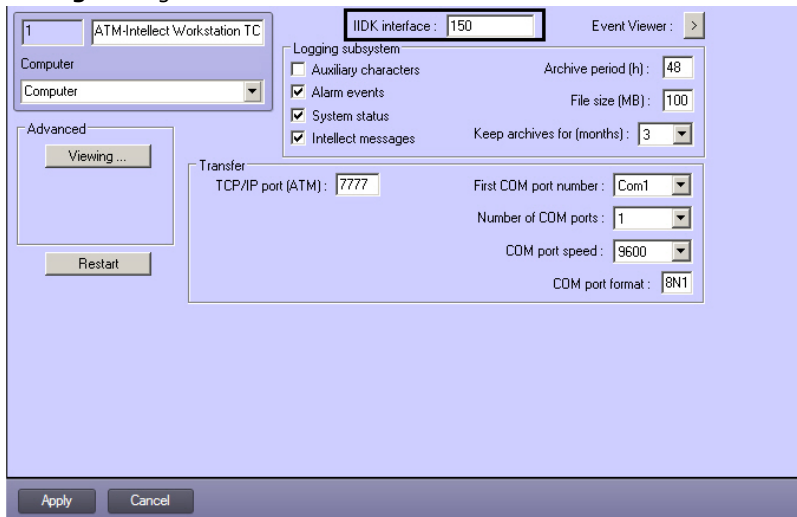 1 ATM-Intellect Workstation TC
Computer
Computer
Advanced
Viewing ...
Restart
IIDK interface : 150
Event Viewer : >
Logging subsystem
Auxiliary characters
Alarm events
System status
Intellect messages
Archive period (h) : 48
File size (MB) : 100
Keep archives for (months) : 3
Transfer
TCP/IP port (ATM) : 7777
First COM port number : Com1
Number of COM ports : 1
COM port speed : 9600
COM port format : 8N1
Apply Cancel